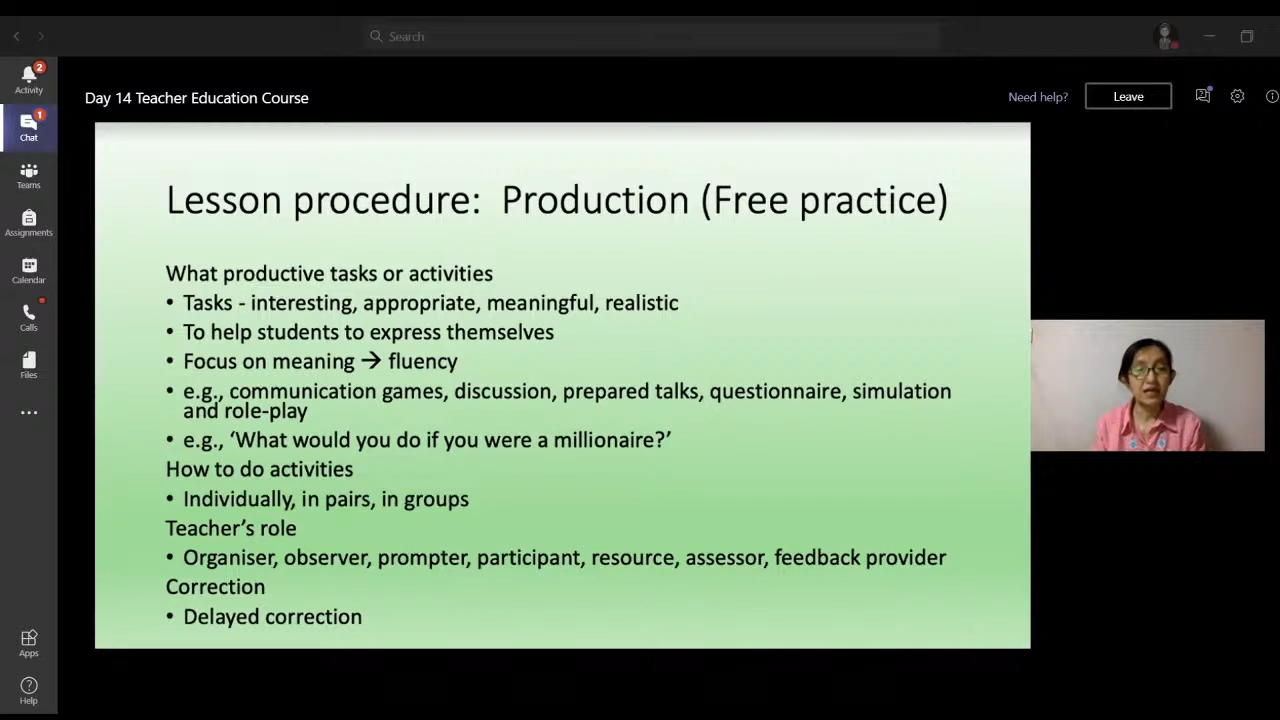 Search
2
Activity
1
Chat
Teams
Assignments
Calendar
Calls
Files
Apps
Help
Day 14 Teacher Education Course
Need help?
Leave
Lesson procedure: Production (Free practice)
What productive tasks or activities
• Tasks - interesting, appropriate, meaningful, realistic
• To help students to express themselves
• Focus on meaning → fluency
• e.g., communication games, discussion, prepared talks, questionnaire, simulation
and role-play
• e.g., ‘What would you do if you were a millionaire?’
How to do activities
• Individually, in pairs, in groups
Teacher’s role
• Organiser, observer, prompter, participant, resource, assessor, feedback provider
Correction
• Delayed correction